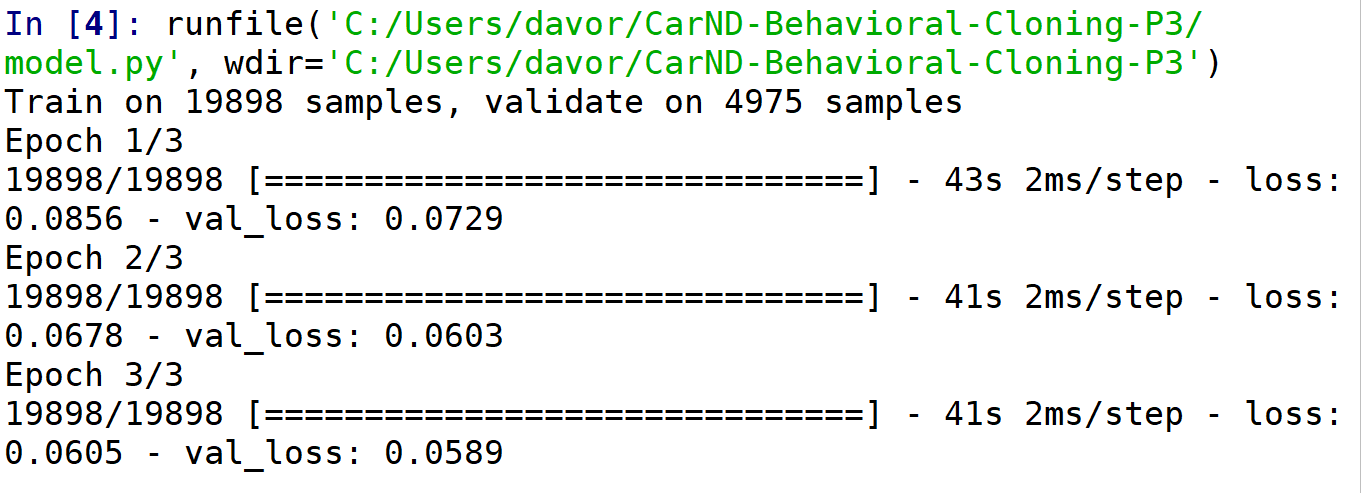 In [4]: runfile('C:/Users/davor/CarND-Behavioral-Cloning-P3/
model.py', wdir='C:/Users/davor/CarND-Behavioral-Cloning-P3')
Train on 19898 samples, validate on 4975 samples
Epoch 1/3
19898/19898 [==============================] - 43s 2ms/step - loss:
0.0856 - val_loss: 0.0729
Epoch 2/3
19898/19898 [==============================] - 41s 2ms/step - loss:
0.0678 - val_loss: 0.0603
Epoch 3/3
19898/19898 [==============================] - 41s 2ms/step - loss:
0.0605 - val_loss: 0.0589